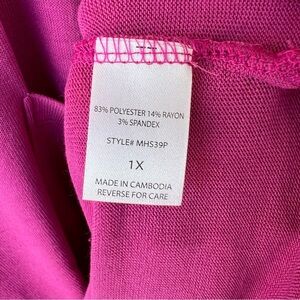 83% POLYESTER 14% RAYON
3% SPANDEX
STYLE# MHS39P
1X
MADE IN CAMBODIA
REVERSE FOR CARE